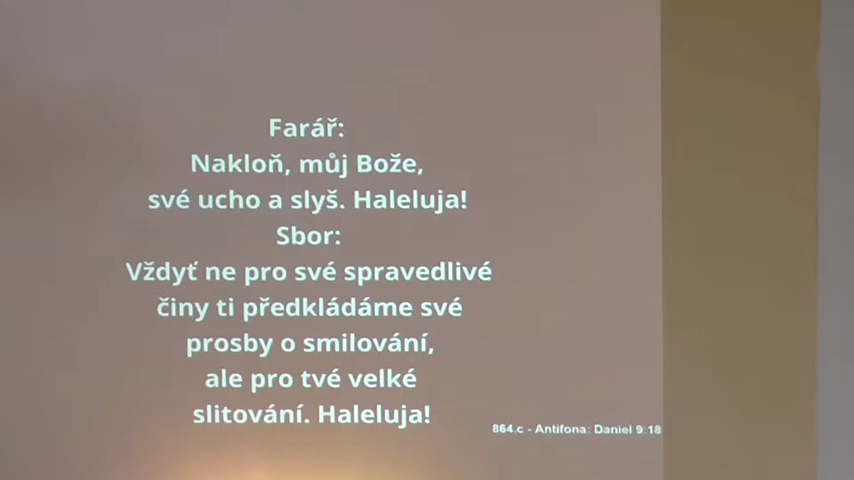 Farář:
Nakloň, můj Bože,
své ucho a slyš. Haleluja!
Sbor:
Vždyť ne pro své spravedlivé
činy ti předkládáme své
prosby o smilování,
ale pro tvé velké
slitování. Haleluja!
864.c - Antifona: Daniel 9:18